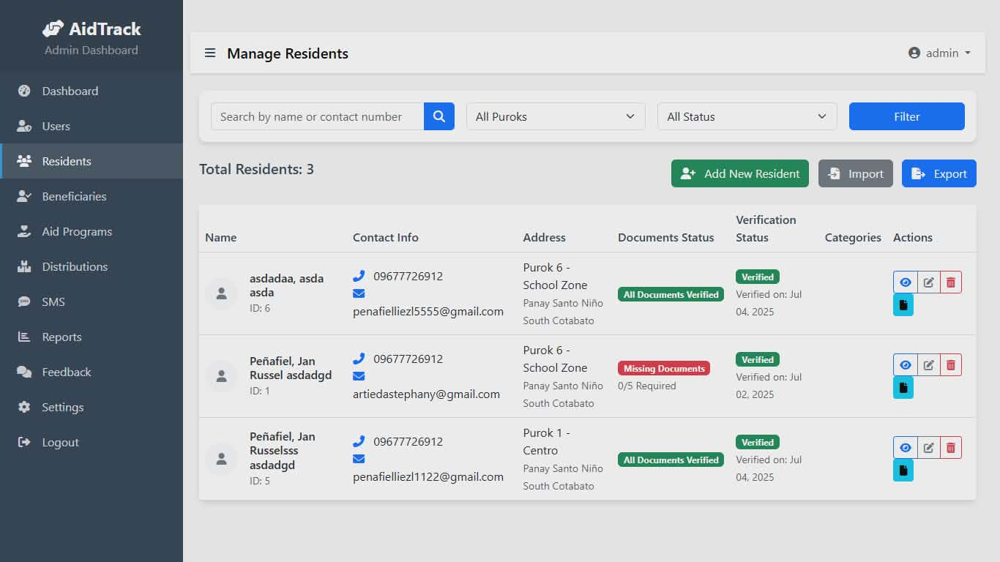 AidTrack
Admin Dashboard
Dashboard
Users
Residents
Beneficiaries
Aid Programs
Distributions
SMS
Reports
Feedback
Settings
Logout
Manage Residents
admin
Search by name or contact number
All Puroks
All Status
Filter
Total Residents: 3
Add New Resident
Import
Export
Name
Contact Info
Address
Documents Status
Verification
Status
Categories
Actions
asdadaa, asda
asda
ID: 6
09677726912
penafielliezl5555@gmail.com
Purok 6 -
School Zone
Panay Santo Niño
South Cotabato
All Documents Verified
Verified
Verified on: Jul
04, 2025
Peñafiel, Jan
Russel asdadgd
ID: 1
09677726912
artiedastephany@gmail.com
Purok 6 -
School Zone
Panay Santo Niño
South Cotabato
Missing Documents
0/5 Required
Verified
Verified on: Jul
02, 2025
Peñafiel, Jan
Russelsss
asdadgd
ID: 5
09677726912
penafielliezl1122@gmail.com
Purok 1 -
Centro
Panay Santo Niño
South Cotabato
All Documents Verified
Verified
Verified on: Jul
04, 2025